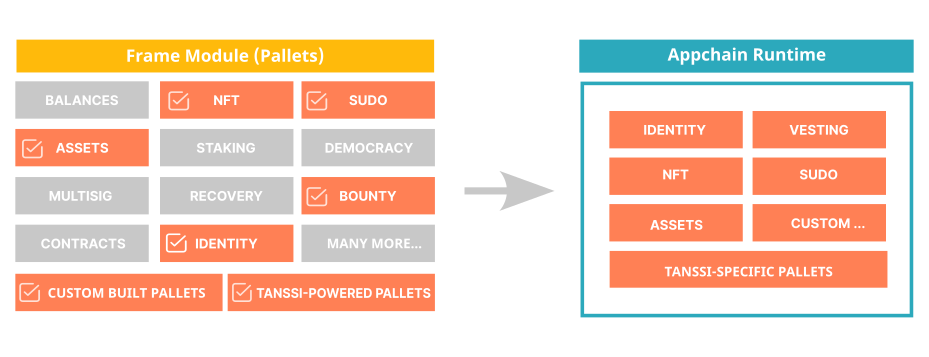 Frame Module (Pallets)
BALANCES
NFT
SUDO
ASSETS
STAKING
DEMOCRACY
MULTISIG
RECOVERY
BOUNTY
CONTRACTS
IDENTITY
MANY MORE...
CUSTOM BUILT PALLETS
TANSSI-POWERED PALLETS
Appchain Runtime
IDENTITY
VESTING
NFT
SUDO
ASSETS
CUSTOM ...
TANSSI-SPECIFIC PALLETS